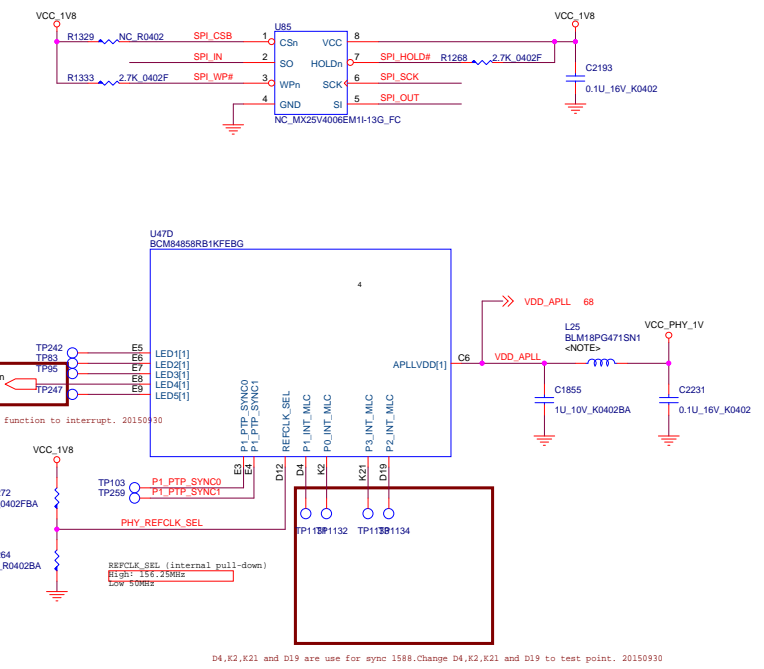 VCC_1V8
VCC_1V8
U85
R1329
NC_R0402
SPI_CSB
1
CSn
VCC
8
SPI_IN
2
SO
HOLDn
7
SPI_HOLD#
R1268
2.7K_0402F
C2193
R1333
2.7K_0402F
SPI_WP#
3
WPn
SCK
6
SPI_SCK
0.1U_16V_K0402
4
GND
SI
5
SPI_OUT
NC_MX25V4006EM1I-13G_FC
U47D
BCM84858RB1KFEBG
4
VDD_APLL 68
L25
VCC_PHY_1V
BLM18PG471SN1
<NOTE>
TP242
E5
LED1[1]
TP83
E6
LED2[1]
TP95
E7
LED3[1]
E8
LED4[1]
TP247
E9
LED5[1]
APLLVDD[1]
C6
VDD_APLL
C1855
1U_10V_K0402BA
C2231
0.1U_16V_K0402
P1_PTP_SYNC0
P1_PTP_SYNC1
REFCLK_SEL
P1_INT_MLC
P0_INT_MLC
P3_INT_MLC
P2_INT_MLC
function to interrupt. 20150930
VCC_1V8
E3
E4
D12
D4
K2
K21
D19
TP103
P1_PTP_SYNC0
TP259
P1_PTP_SYNC1
72
0402FBA
PHY_REFCLK_SEL
TP1132
TP1134
64
R0402BA
REFCLK_SEL (internal pull-down)
High: 156.25MHz
Low 50MHz
D4,K2,K21 and D19 are use for sync 1588.Change D4,K2,K21 and D19 to test point. 20150930